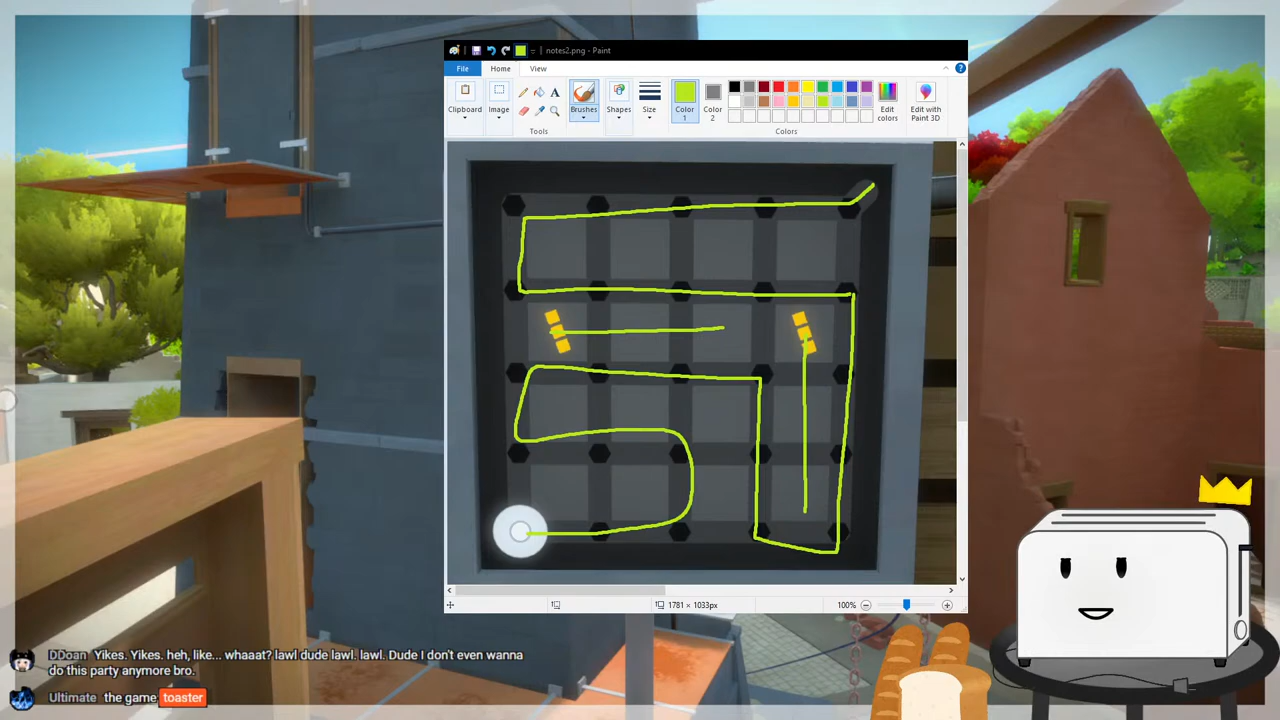 notes2.png - Paint
File Home View
Clipboard Image Tools Brushes Shapes Size Color 1 Color 2 Colors Edit colors Edit with Paint 3D
1781 × 1033px 100%
DDoan Yikes. Yikes. heh, like... whaaat? lawl dude lawl. lawl. Dude I don't even wanna
do this party anymore bro.
Ultimate the game toaster